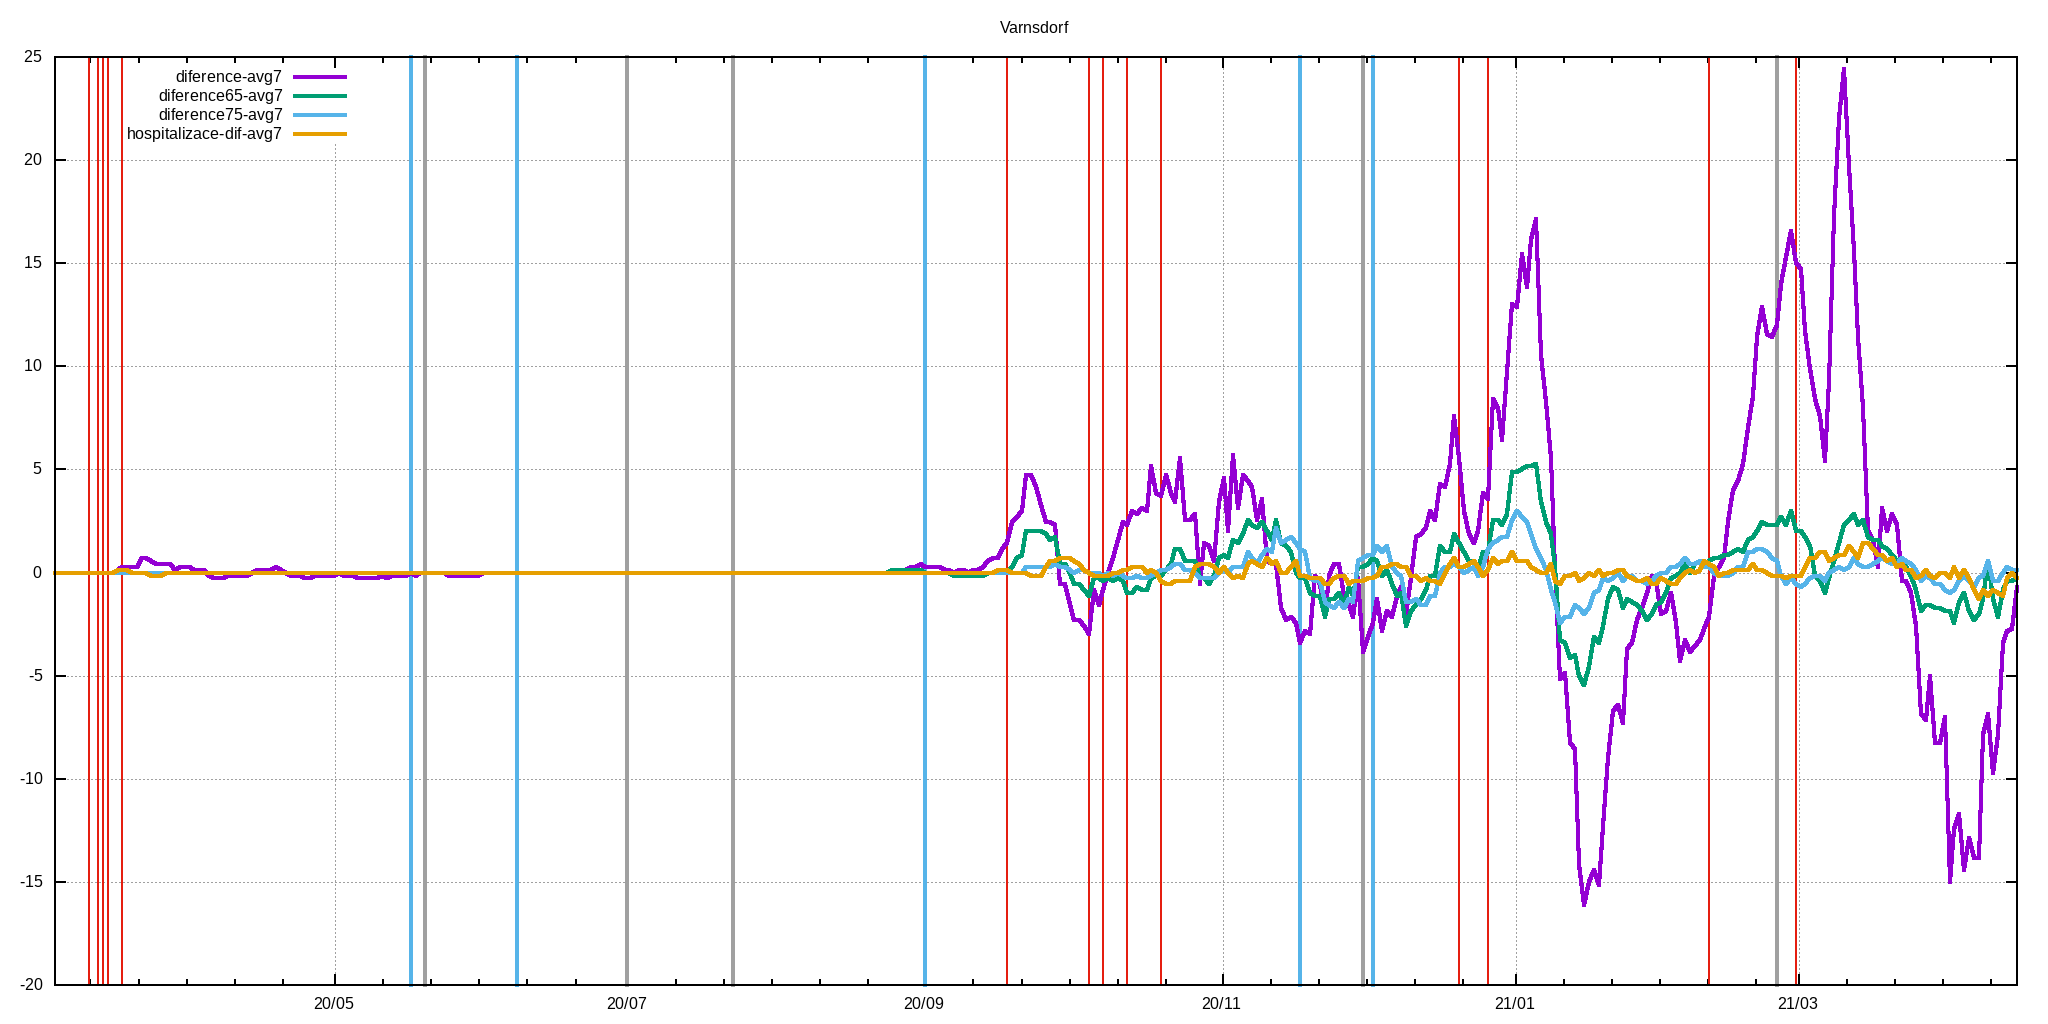 Varnsdorf
25
20
15
10
5
0
-5
-10
-15
-20
diference-avg7
diference65-avg7
diference75-avg7
hospitalizace-dif-avg7
20/05 20/07 20/09 20/11 21/01 21/03